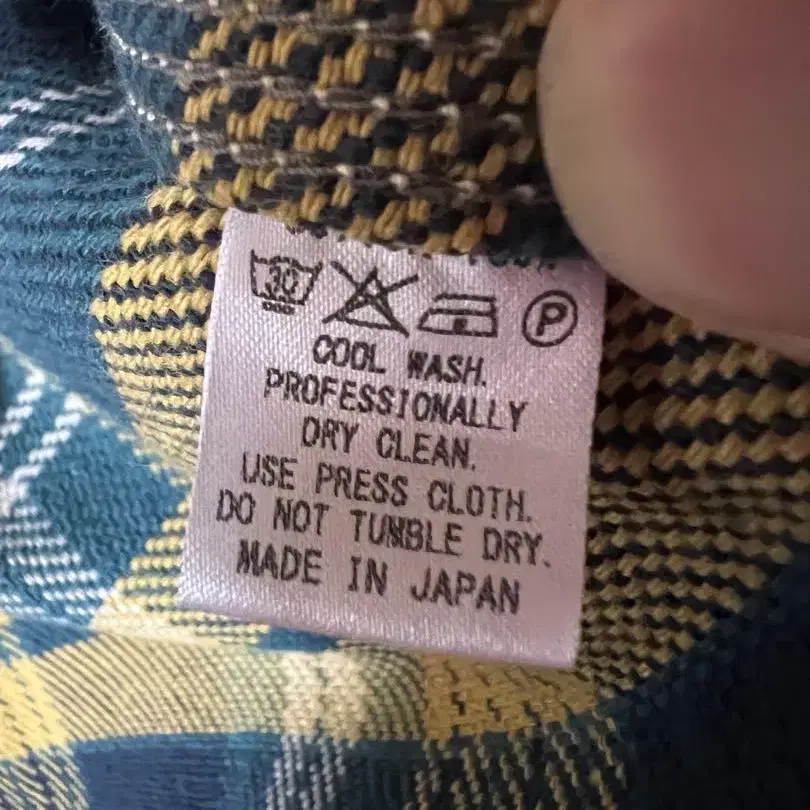 30 P
COOL WASH.
PROFESSIONALLY
DRY CLEAN.
USE PRESS CLOTH.
DO NOT TUMBLE DRY.
MADE IN JAPAN